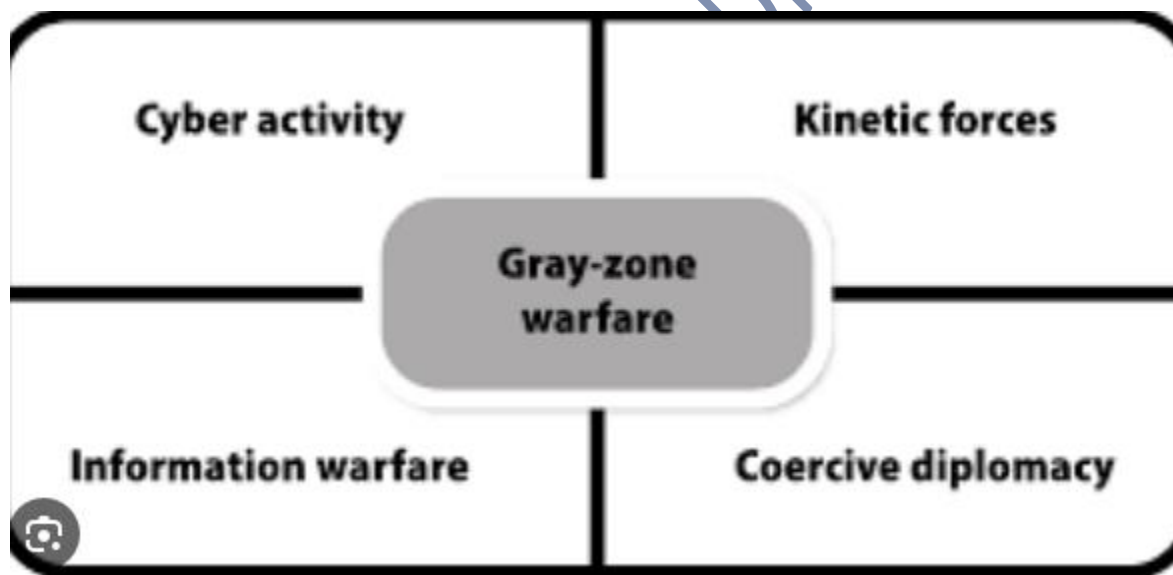 Cyber activity
Kinetic forces
Gray-zone
warfare
Information warfare
Coercive diplomacy